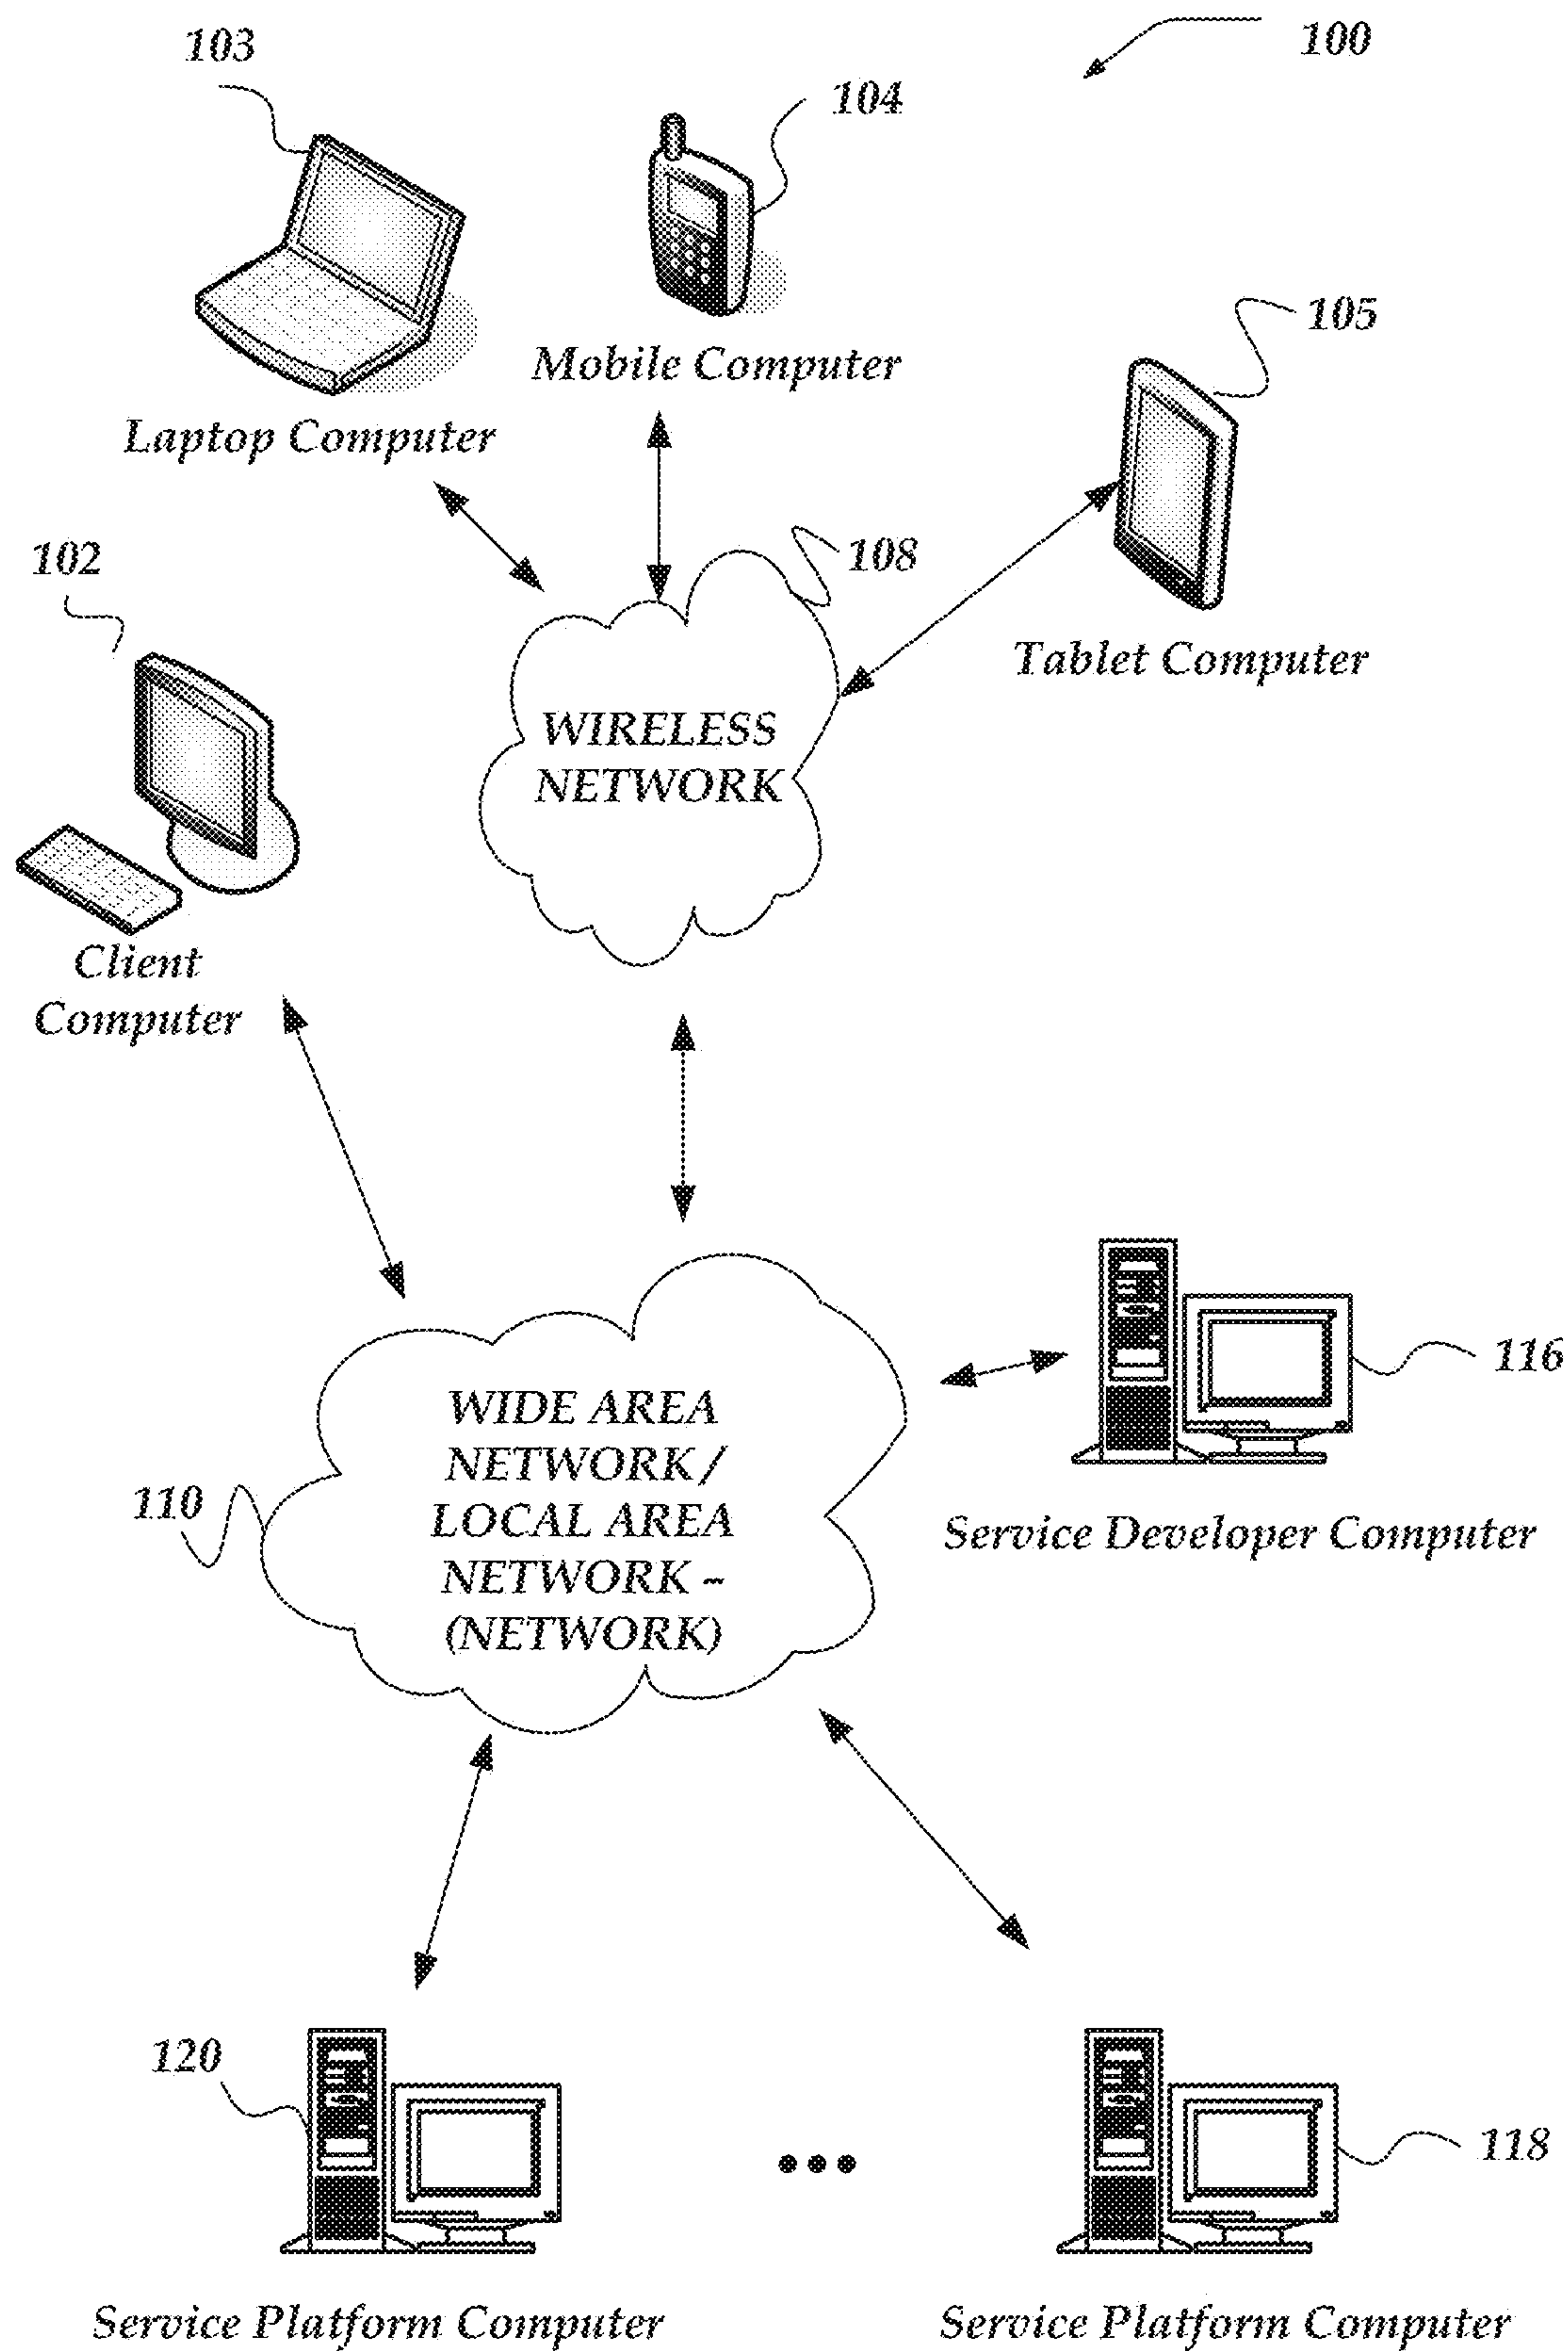 100
103
104
Mobile Computer
Laptop Computer
105
Tablet Computer
108
102
WIRELESS
NETWORK
Client
Computer
116
Service Developer Computer
110
WIDE AREA
NETWORK /
LOCAL AREA
NETWORK –
(NETWORK)
120
118
Service Platform Computer
Service Platform Computer